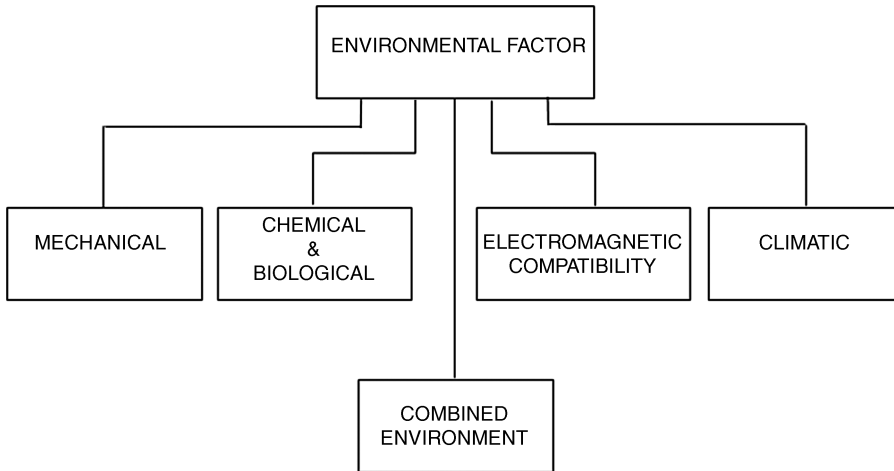 ENVIRONMENTAL FACTOR
MECHANICAL
CHEMICAL
&
BIOLOGICAL
ELECTROMAGNETIC
COMPATIBILITY
CLIMATIC
COMBINED
ENVIRONMENT